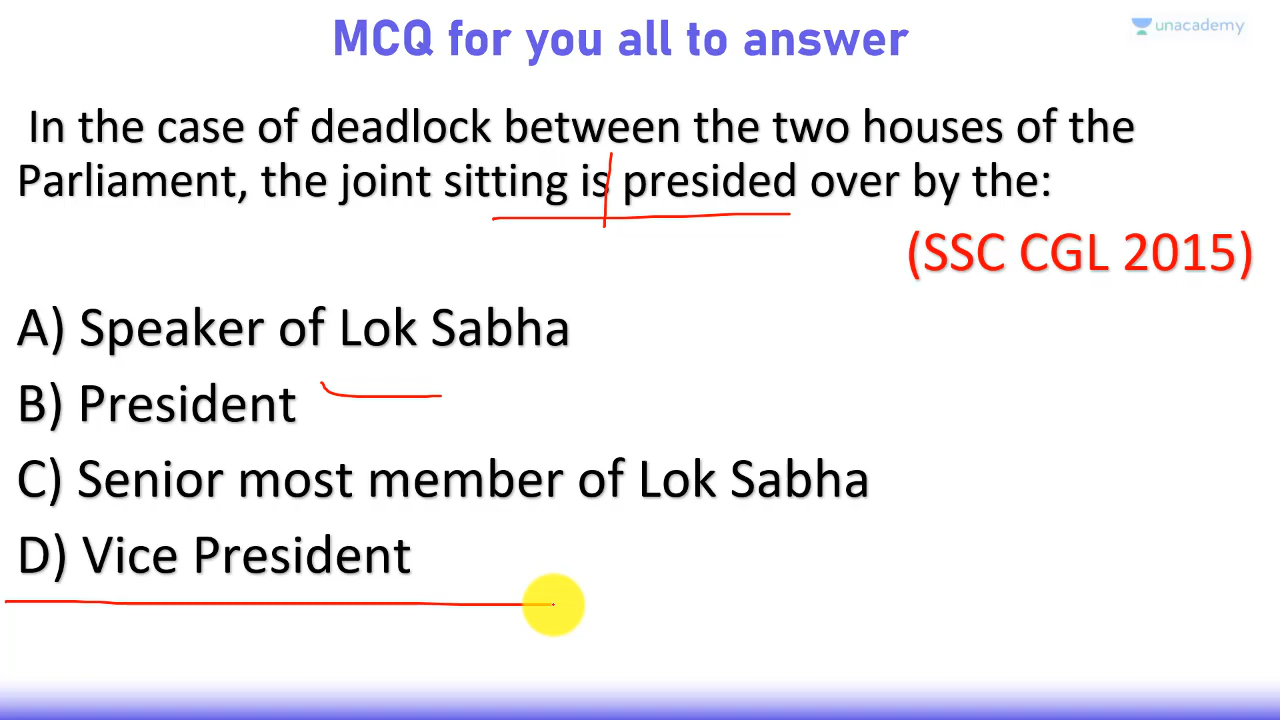 MCQ for you all to answer
unacademy
In the case of deadlock between the two houses of the
Parliament, the joint sitting is presided over by the:
(SSC CGL 2015)
A) Speaker of Lok Sabha
B) President
C) Senior most member of Lok Sabha
D) Vice President